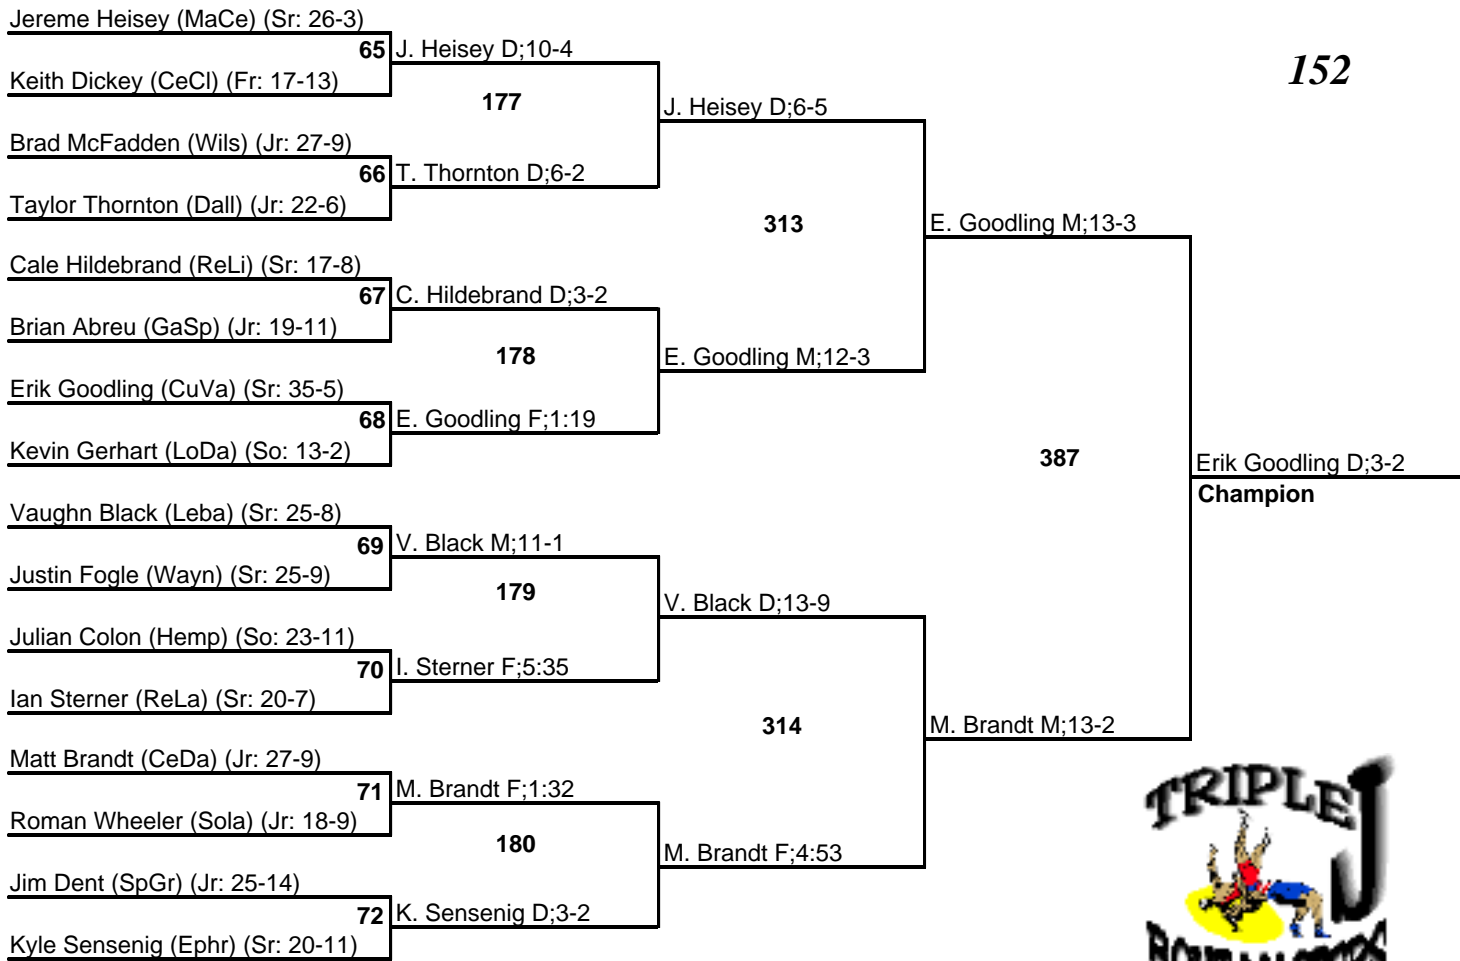 Jereme Heisey (MaCe) (Sr: 26-3)
65 J. Heisey D;10-4
152
Keith Dickey (CeCl) (Fr: 17-13)
177
J. Heisey D;6-5
Brad McFadden (Wils) (Jr: 27-9)
66 T. Thornton D;6-2
Taylor Thornton (Dall) (Jr: 22-6)
313
E. Goodling M;13-3
Cale Hildebrand (ReLi) (Sr: 17-8)
67 C. Hildebrand D;3-2
Brian Abreu (GaSp) (Jr: 19-11)
178
E. Goodling M;12-3
Erik Goodling (CuVa) (Sr: 35-5)
68 E. Goodling F;1:19
Kevin Gerhart (LoDa) (So: 13-2)
387
Erik Goodling D;3-2
Champion
Vaughn Black (Leba) (Sr: 25-8)
69 V. Black M;11-1
Justin Fogle (Wayn) (Sr: 25-9)
179
V. Black D;13-9
Julian Colon (Hemp) (So: 23-11)
70 I. Sterner F;5:35
Ian Sterner (ReLa) (Sr: 20-7)
314
M. Brandt M;13-2
Matt Brandt (CeDa) (Jr: 27-9)
71 M. Brandt F;1:32
Roman Wheeler (Sola) (Jr: 18-9)
180
M. Brandt F;4:53
Jim Dent (SpGr) (Jr: 25-14)
72 K. Sensenig D;3-2
Kyle Sensenig (Ephr) (Sr: 20-11)
TRIPLE J